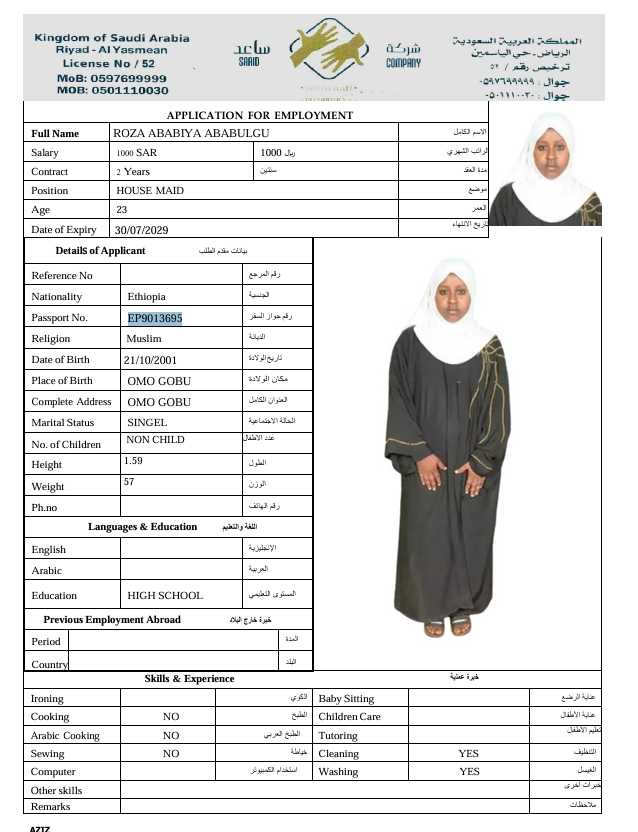 Kingdom of Saudi Arabia
Riyad - Al Yasmean
License No / 52
MoB: 0597699999
MOB: 0501110030
ساعد
SAAID
شركة
COMPANY
المملكة العربية السعودية
الرياض - حي الياسمين
ترخيص رقم / ٥٢
جوال : ٠٥٩٧٦٩٩٩٩٩
جوال : ٠٥٠١١١٠٠٣٠
APPLICATION FOR EMPLOYMENT
Full Name ROZA ABABIYA ABABULGU الاسم الكامل
Salary 1000 SAR 1000 ريال الراتب الشهري
Contract 2 Years سنتين مدة العقد
Position HOUSE MAID موضع
Age 23 العمر
Date of Expiry 30/07/2029 تاريخ الانتهاء
Details of Applicant بيانات مقدم الطلب
Reference No رقم المرجع
Nationality Ethiopia الجنسية
Passport No. EP9013695 رقم جواز السفر
Religion Muslim الديانة
Date of Birth 21/10/2001 تاريخ الولادة
Place of Birth OMO GOBU مكان الولادة
Complete Address OMO GOBU العنوان الكامل
Marital Status SINGEL الحالة الاجتماعية
No. of Children NON CHILD عدد الاطفال
Height 1.59 الطول
Weight 57 الوزن
Ph.no رقم الهاتف
Languages & Education اللغة والتعليم
English الإنجليزية
Arabic العربية
Education HIGH SCHOOL المستوى التعليمي
Previous Employment Abroad خبرة خارج البلاد
Period المدة
Country البلد
Skills & Experience خبرة عملية
Ironing الكوي Baby Sitting عناية الرضع
Cooking NO الطبخ Children Care عناية الأطفال
Arabic Cooking NO الطبخ العربي Tutoring تعليم الاطفال
Sewing NO خياطة Cleaning YES التنظيف
Computer استخدام الكمبيوتر Washing YES الغيسل
Other skills خبرات اخرى
Remarks ملاحظات
AZIZ